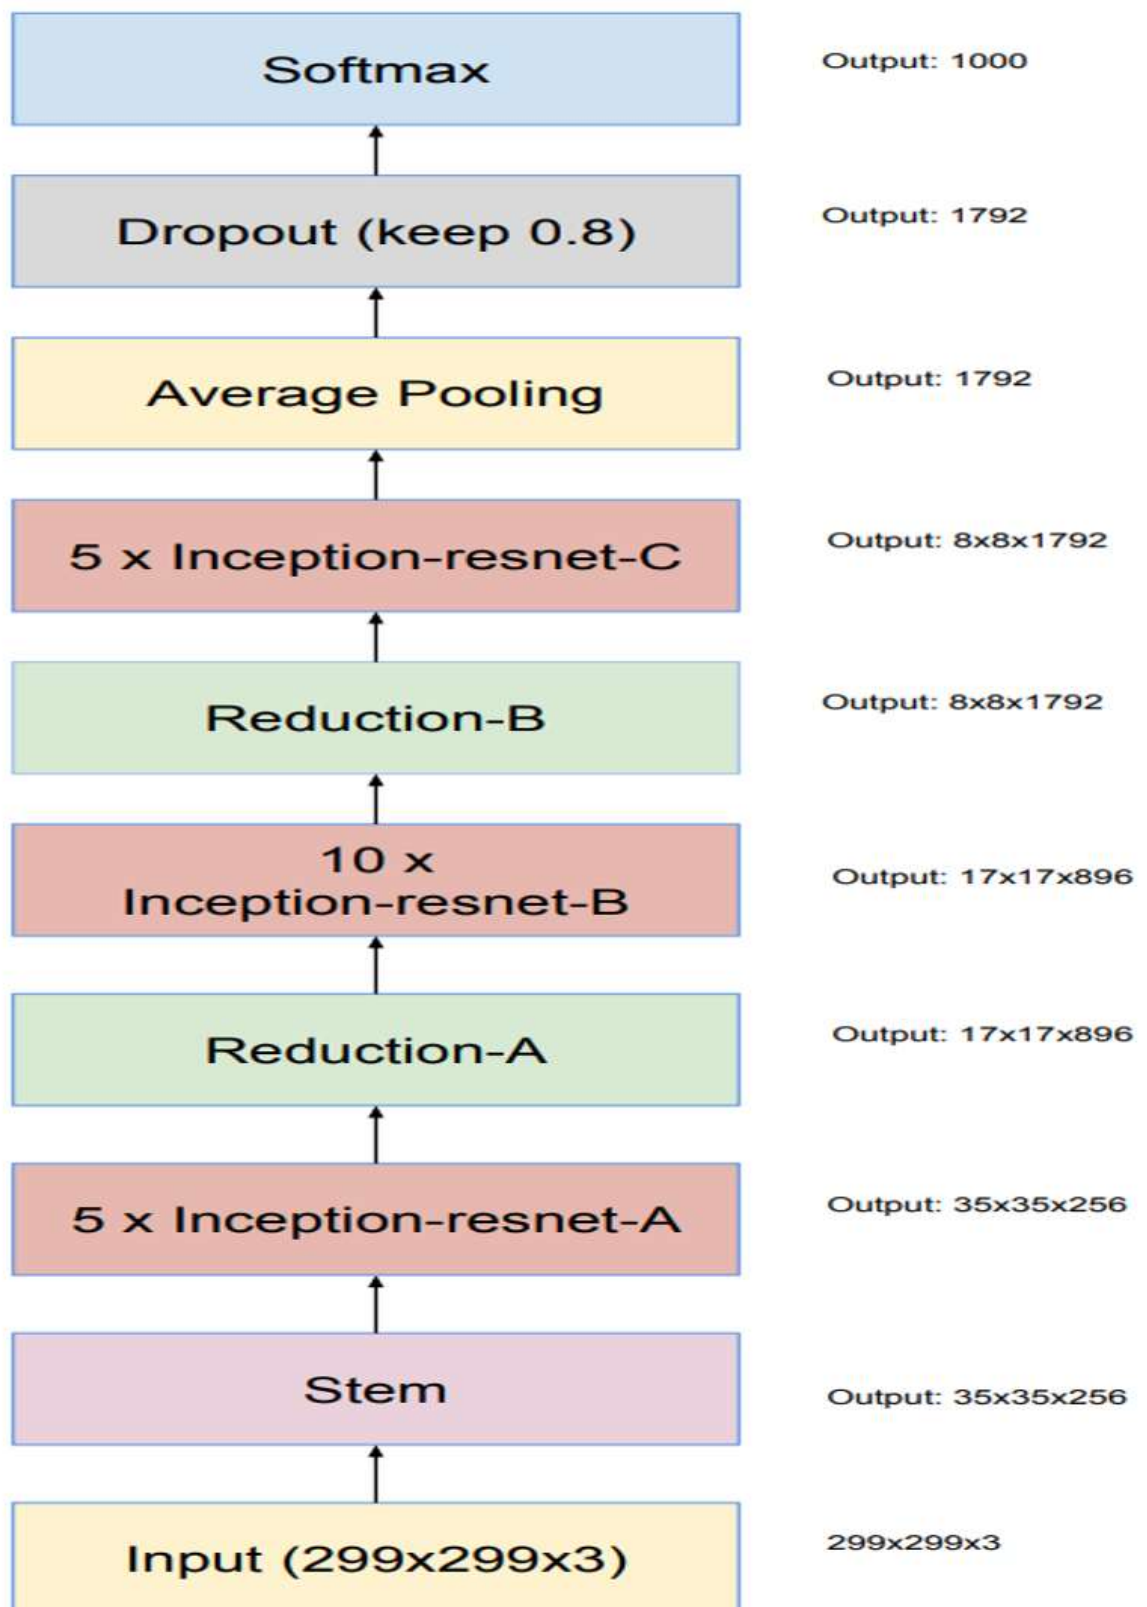 Softmax
Output: 1000
Dropout (keep 0.8)
Output: 1792
Average Pooling
Output: 1792
5 x Inception-resnet-C
Output: 8x8x1792
Reduction-B
Output: 8x8x1792
10 x
Inception-resnet-B
Output: 17x17x896
Reduction-A
Output: 17x17x896
5 x Inception-resnet-A
Output: 35x35x256
Stem
Output: 35x35x256
Input (299x299x3)
299x299x3